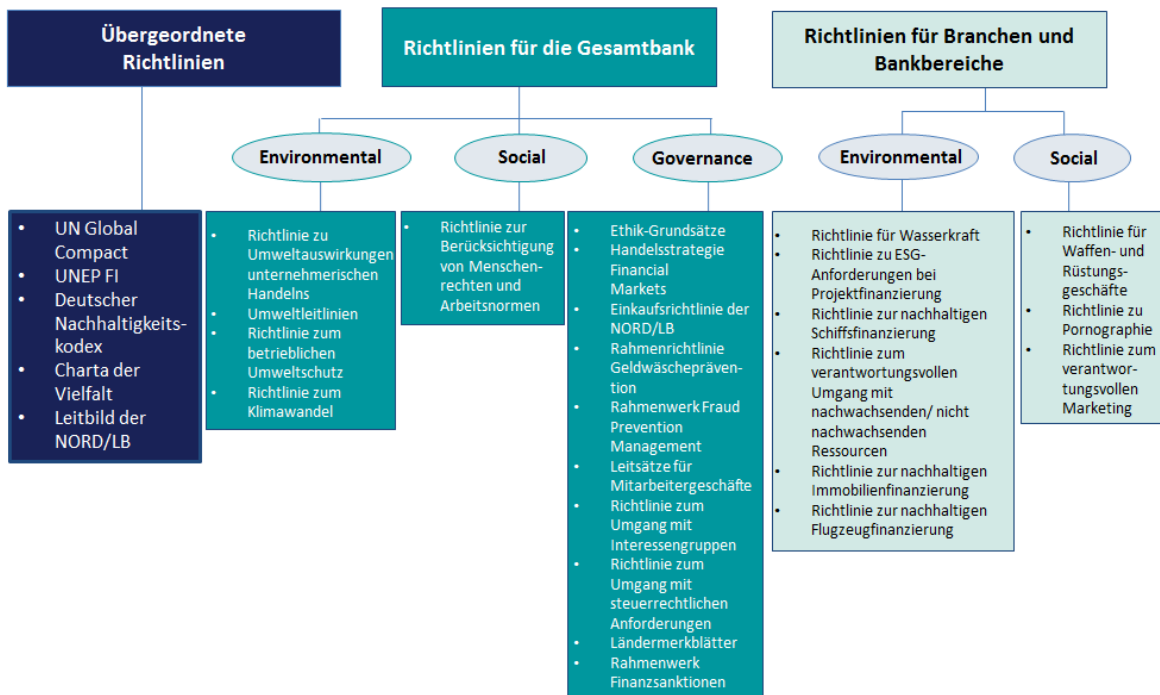 Übergeordnete
Richtlinien
Richtlinien für die Gesamtbank
Richtlinien für Branchen und
Bankbereiche
Environmental
Social
Governance
Environmental
Social
• UN Global
Compact
• UNEP FI
• Deutscher
Nachhaltigkeits-
kodex
• Charta der
Vielfalt
• Leitbild der
NORD/LB
• Richtlinie zu
Umweltauswirkungen
unternehmerischen
Handelns
• Umweltleitlinien
• Richtlinie zum
betrieblichen
Umweltschutz
• Richtlinie zum
Klimawandel
• Richtlinie zur
Berücksichtigung
von Menschen-
rechten und
Arbeitsnormen
• Ethik-Grundsätze
• Handelsstrategie
Financial
Markets
• Einkaufsrichtlinie der
NORD/LB
• Rahmenrichtlinie
Geldwäschepräven-
tion
• Rahmenwerk Fraud
Prevention
Management
• Leitsätze für
Mitarbeitergeschäfte
• Richtlinie zum
Umgang mit
Interessengruppen
• Richtlinie zum
Umgang mit
steuerrechtlichen
Anforderungen
• Ländermerkblätter
• Rahmenwerk
Finanzsanktionen
• Richtlinie für Wasserkraft
• Richtlinie zu ESG-
Anforderungen bei
Projektfinanzierung
• Richtlinie zur nachhaltigen
Schiffsfinanzierung
• Richtlinie zum
verantwortungsvollen
Umgang mit
nachwachsenden/ nicht
nachwachsenden
Ressourcen
• Richtlinie zur nachhaltigen
Immobilienfinanzierung
• Richtlinie zur nachhaltigen
Flugzeugfinanzierung
• Richtlinie für
Waffen- und
Rüstungs-
geschäfte
• Richtlinie zu
Pornographie
• Richtlinie zum
verantwor-
tungsvollen
Marketing